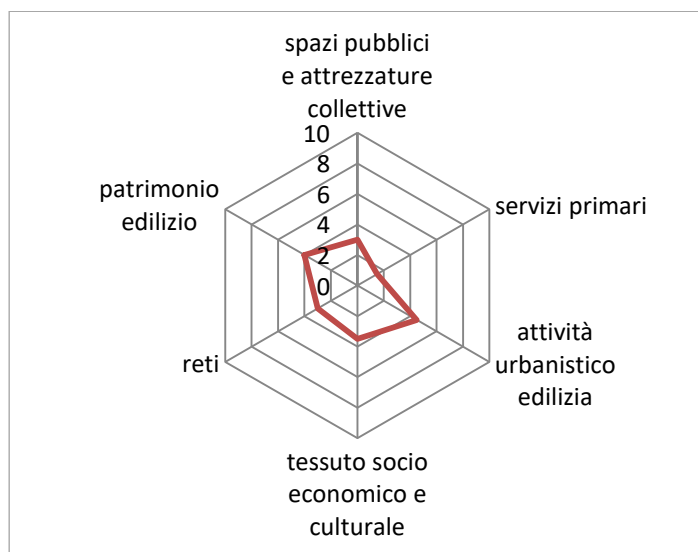 spazi pubblici
e attrezzature
collettive
10
8
6
4
2
0
servizi primari
attività
urbanistico
edilizia
tessuto socio
economico e
culturale
reti
patrimonio
edilizio